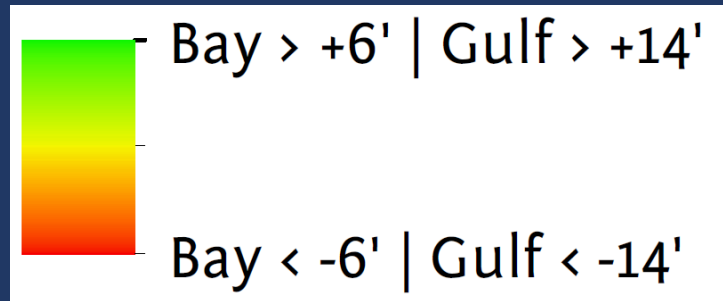 Bay > +6' | Gulf > +14'
Bay < -6' | Gulf < -14'